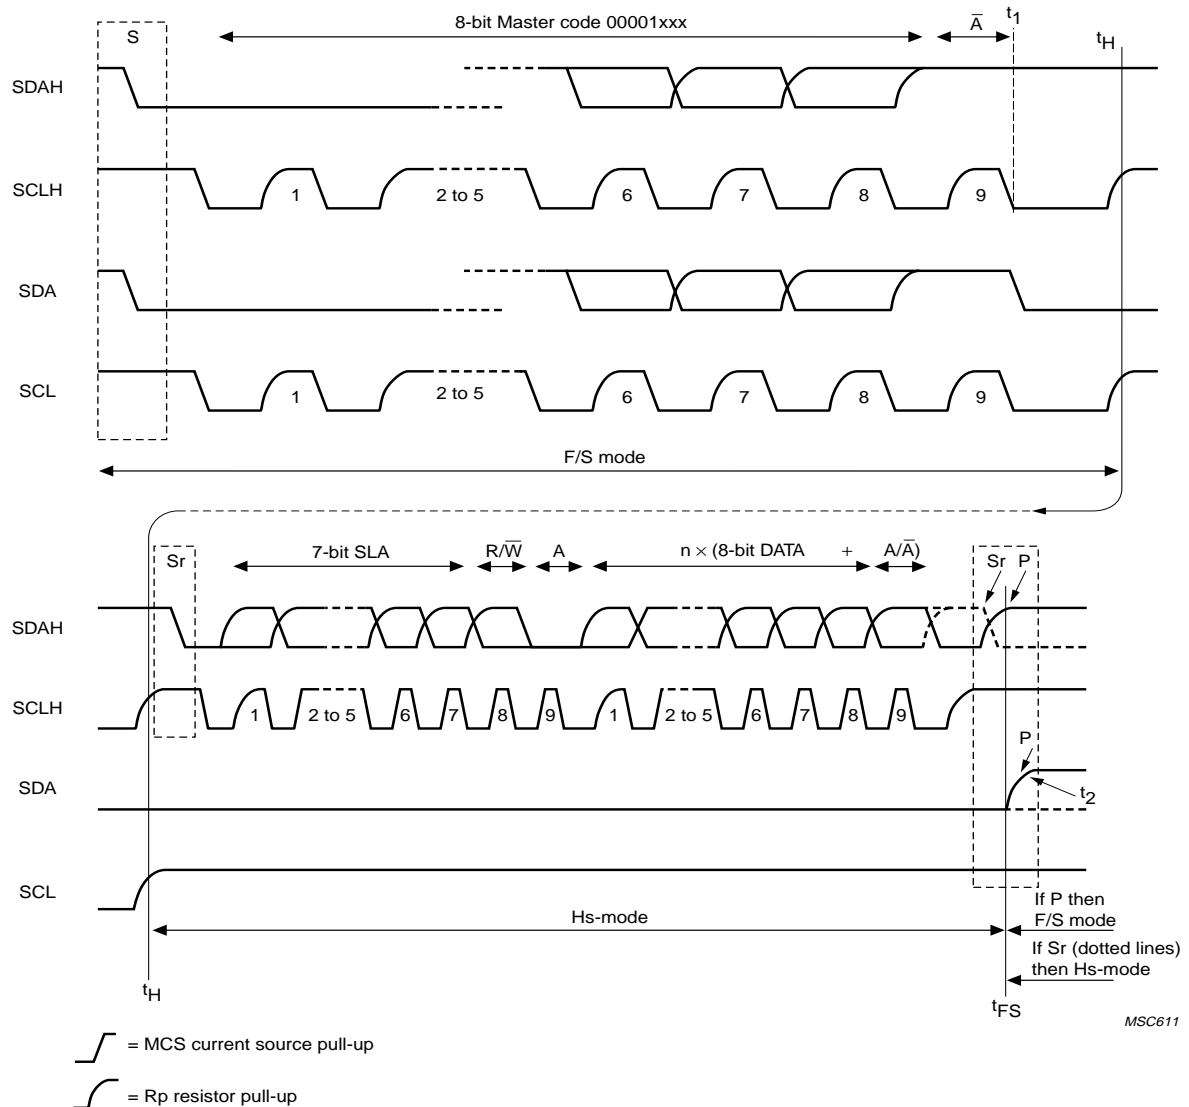 S
8-bit Master code 00001xxx
A̅
t1
tH
SDAH
SCLH
1
2 to 5
6
7
8
9
SDA
SCL
1
2 to 5
6
7
8
9
F/S mode
Sr
7-bit SLA
R/W̅
A
n × (8-bit DATA + A/A̅)
Sr P
SDAH
SCLH
1
2 to 5
6
7
8
9
1
2 to 5
6
7
8
9
P
SDA
t2
SCL
If P then
F/S mode
Hs-mode
If Sr (dotted lines)
then Hs-mode
tH
tFS
MSC611
= MCS current source pull-up
= Rp resistor pull-up